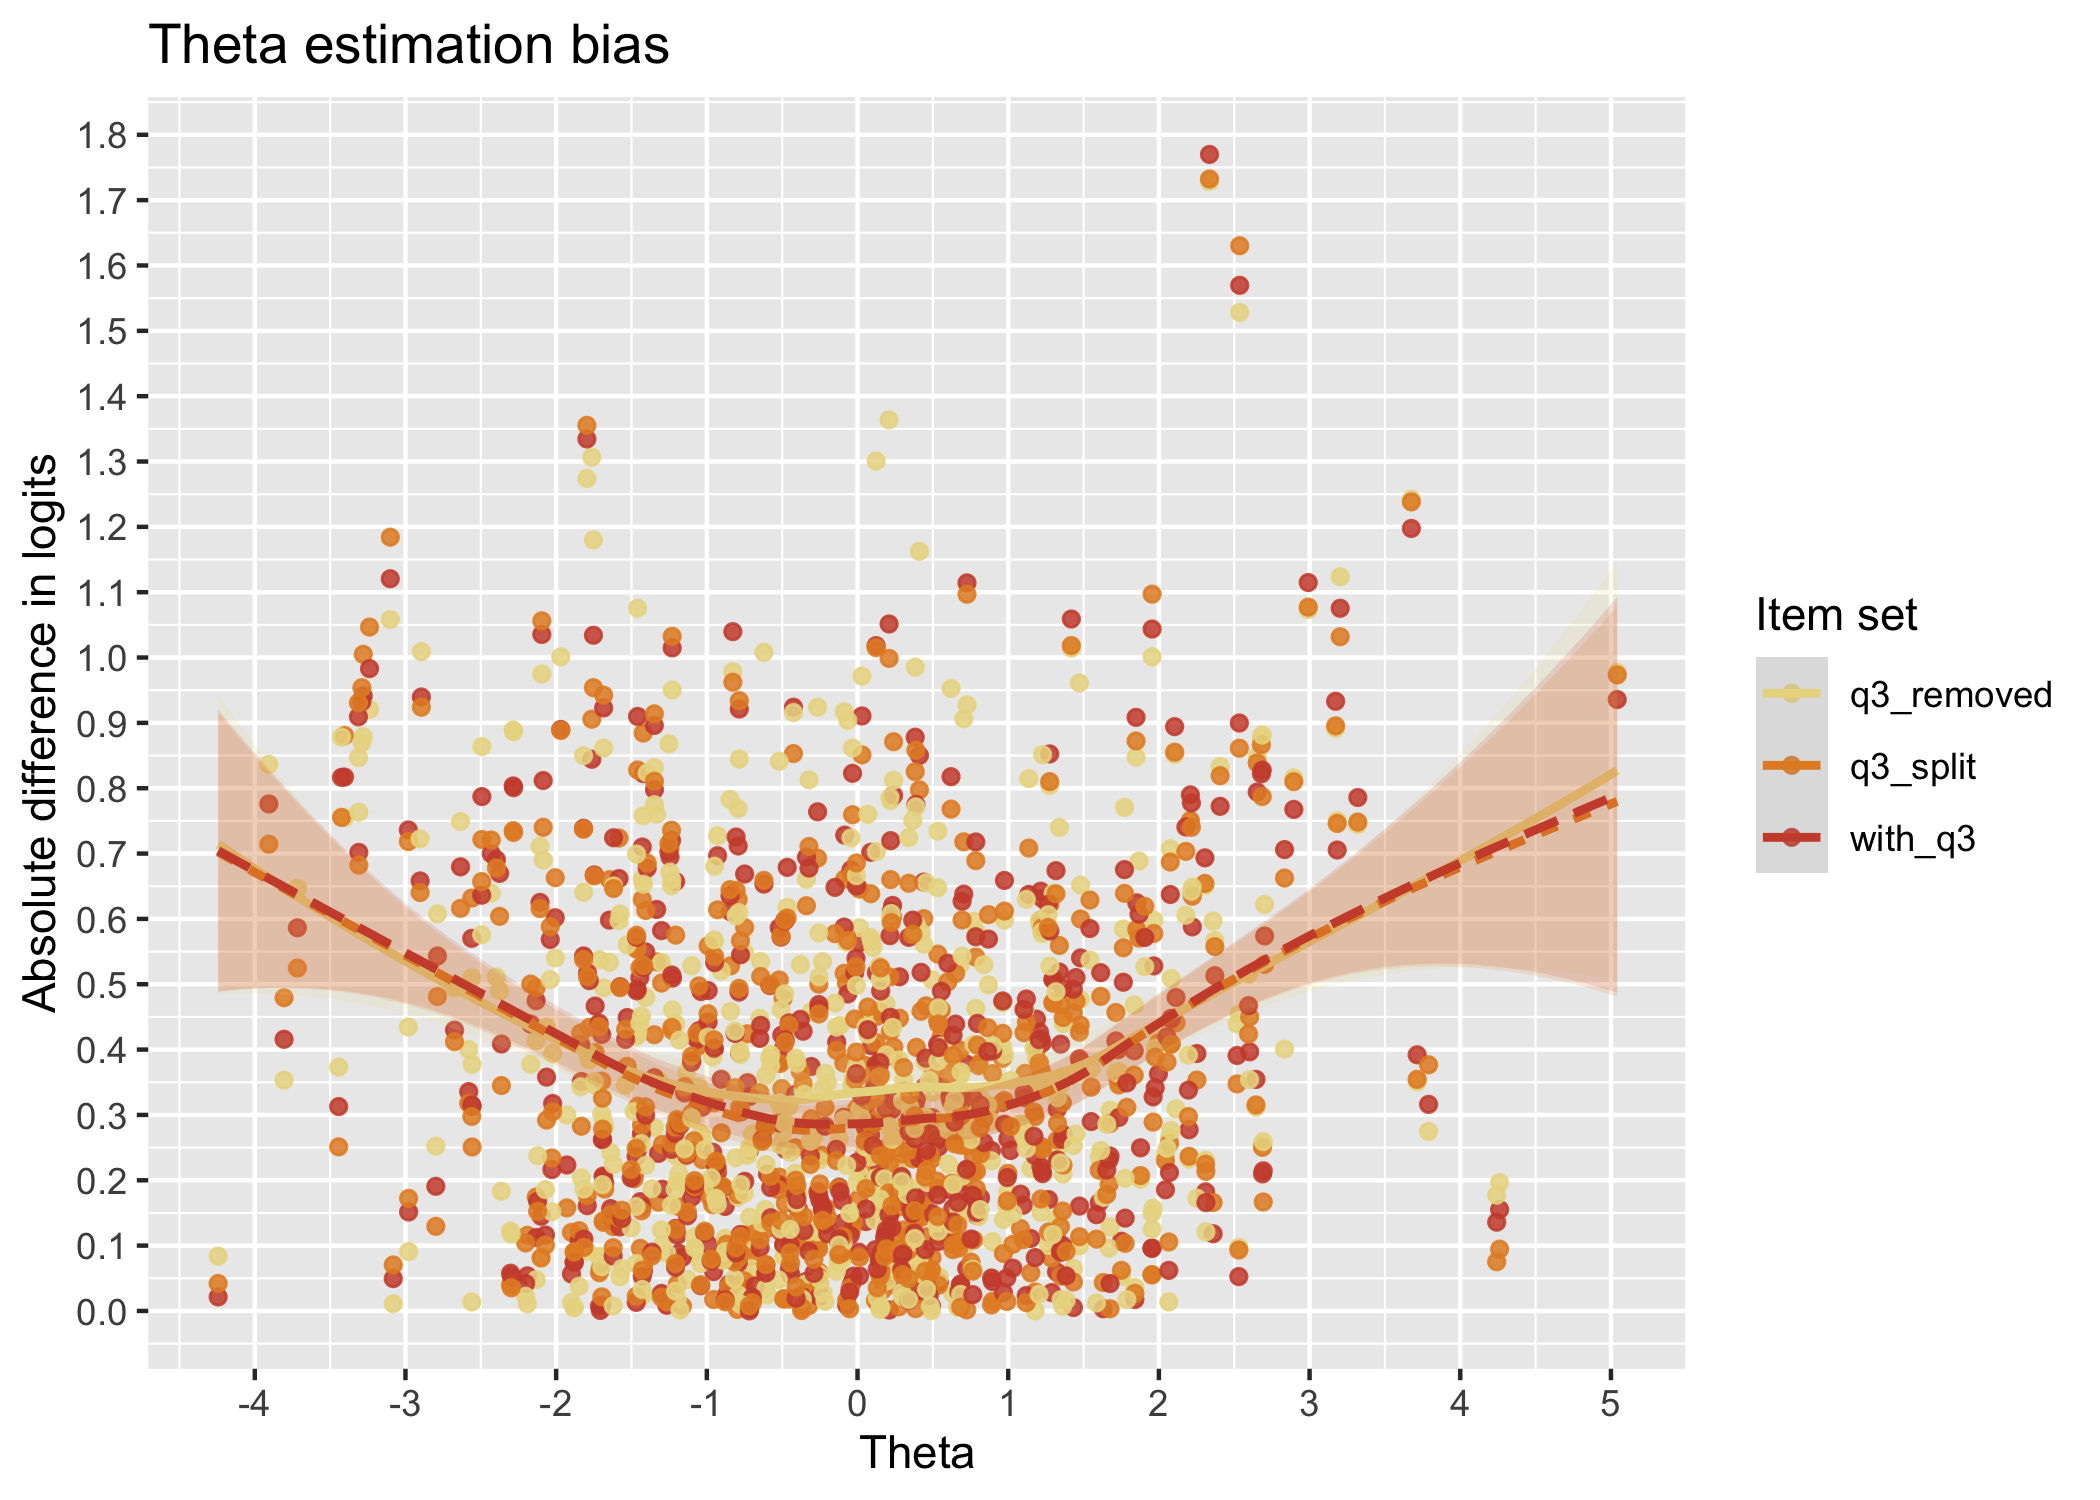 Theta estimation bias
Absolute difference in logits
1.8
1.7
1.6
1.5
1.4
1.3
1.2
1.1
1.0
0.9
0.8
0.7
0.6
0.5
0.4
0.3
0.2
0.1
0.0
-4 -3 -2 -1 0 1 2 3 4 5
Theta
Item set
q3_removed
q3_split
with_q3